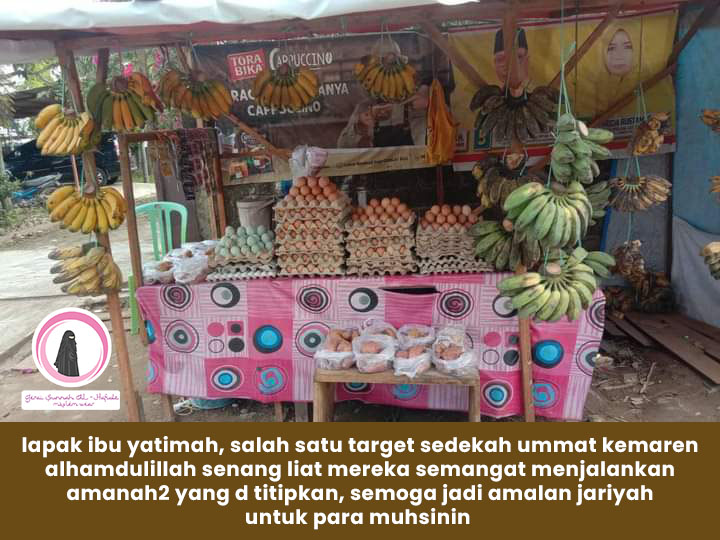 TORA
BIKA
CAPPUCCINO
CAPPUCCINO
lapak ibu yatimah, salah satu target sedekah ummat kemaren
alhamdulillah senang liat mereka semangat menjalankan
amanah2 yang d titipkan, semoga jadi amalan jariyah
untuk para muhsinin